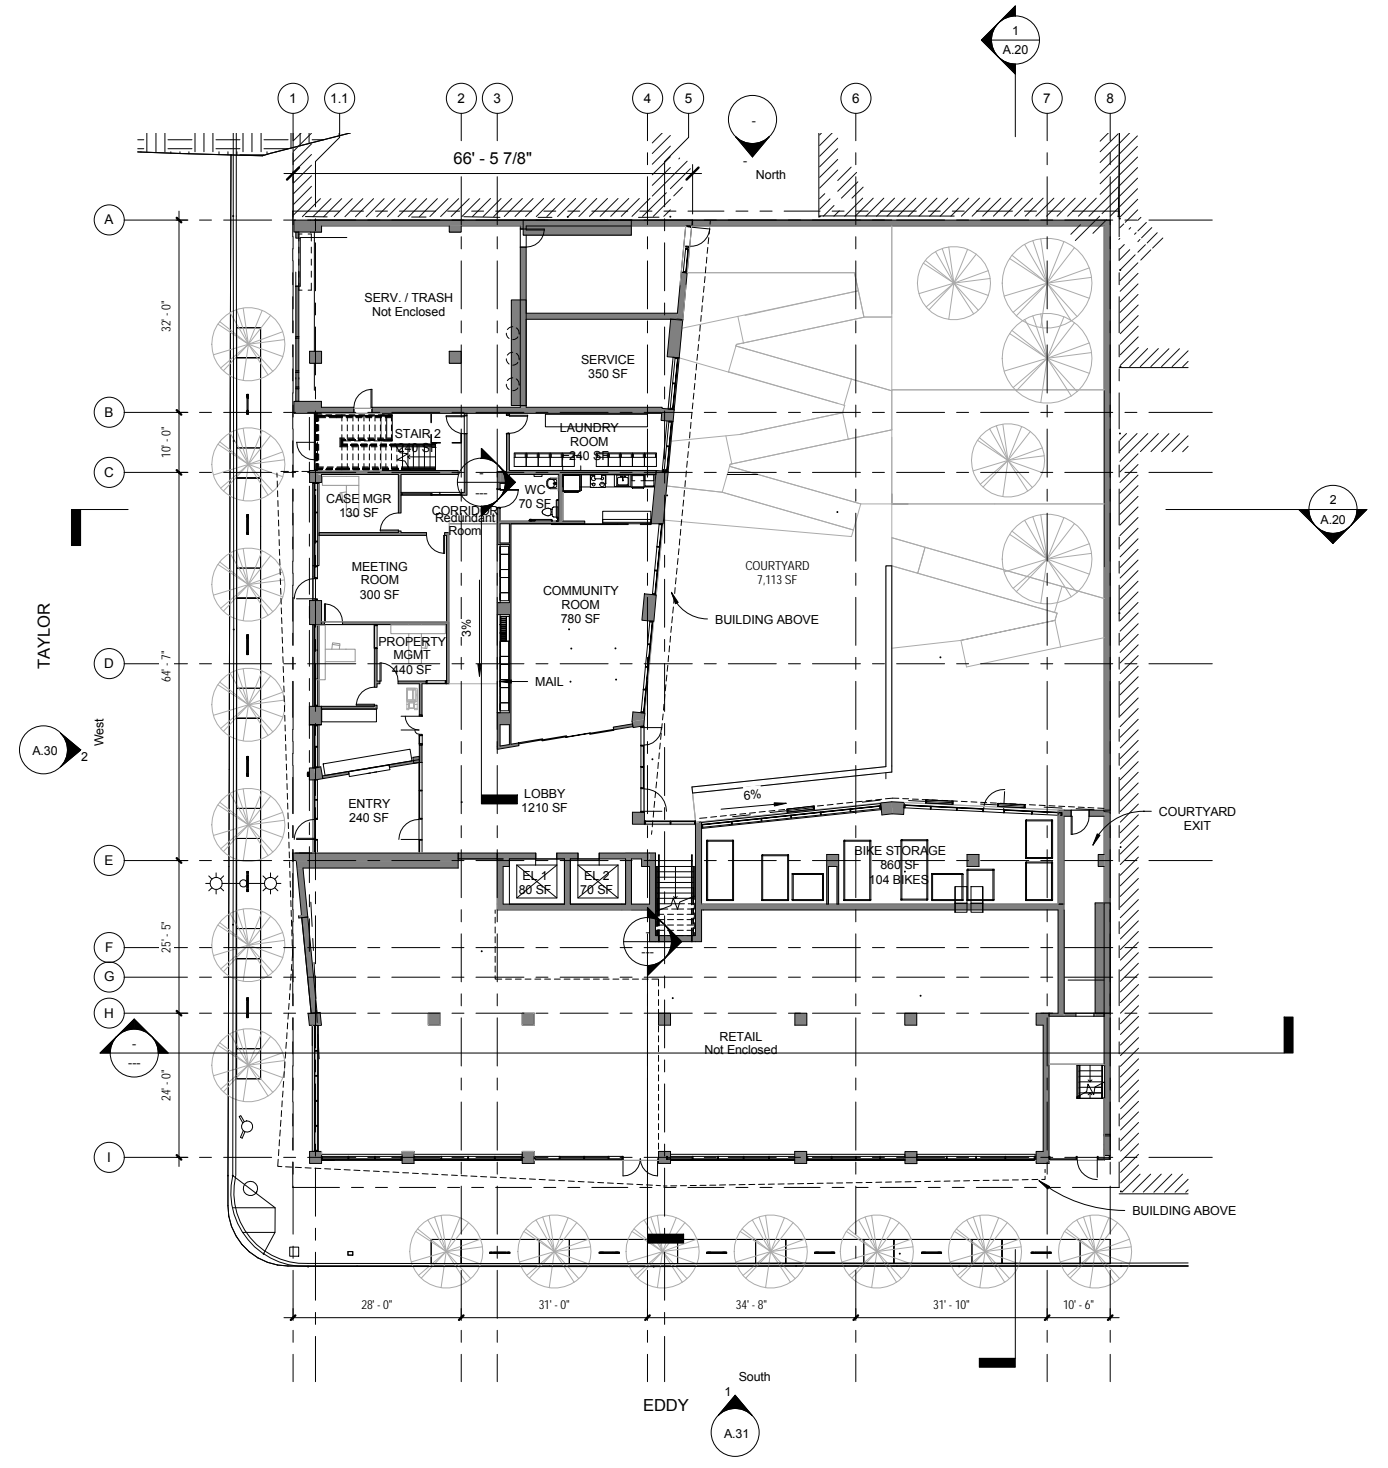 1
A.20
1
1.1
2
3
4
5
6
7
8
-
-
North
66' - 5 7/8"
A
B
C
D
E
F
G
H
I
32' - 0"
10' - 0"
64' - 7"
25' - 5"
24' - 0"
SERV. / TRASH
Not Enclosed
SERVICE
350 SF
STAIR 2
240 SF
LAUNDRY
ROOM
240 SF
CASE MGR
130 SF
WC
70 SF
CORRIDOR
Redundant
Room
---
2
A.20
MEETING
ROOM
300 SF
COMMUNITY
ROOM
780 SF
COURTYARD
7,113 SF
BUILDING ABOVE
3%
PROPERTY
MGMT
440 SF
MAIL
TAYLOR
West
A.30
2
LOBBY
1210 SF
ENTRY
240 SF
6%
COURTYARD
EXIT
BIKE STORAGE
860 SF
104 BIKES
EL 1
80 SF
EL 2
70 SF
---
RETAIL
Not Enclosed
-
---
BUILDING ABOVE
28' - 0"
31' - 0"
34' - 8"
31' - 10"
10' - 6"
South
EDDY
1
A.31